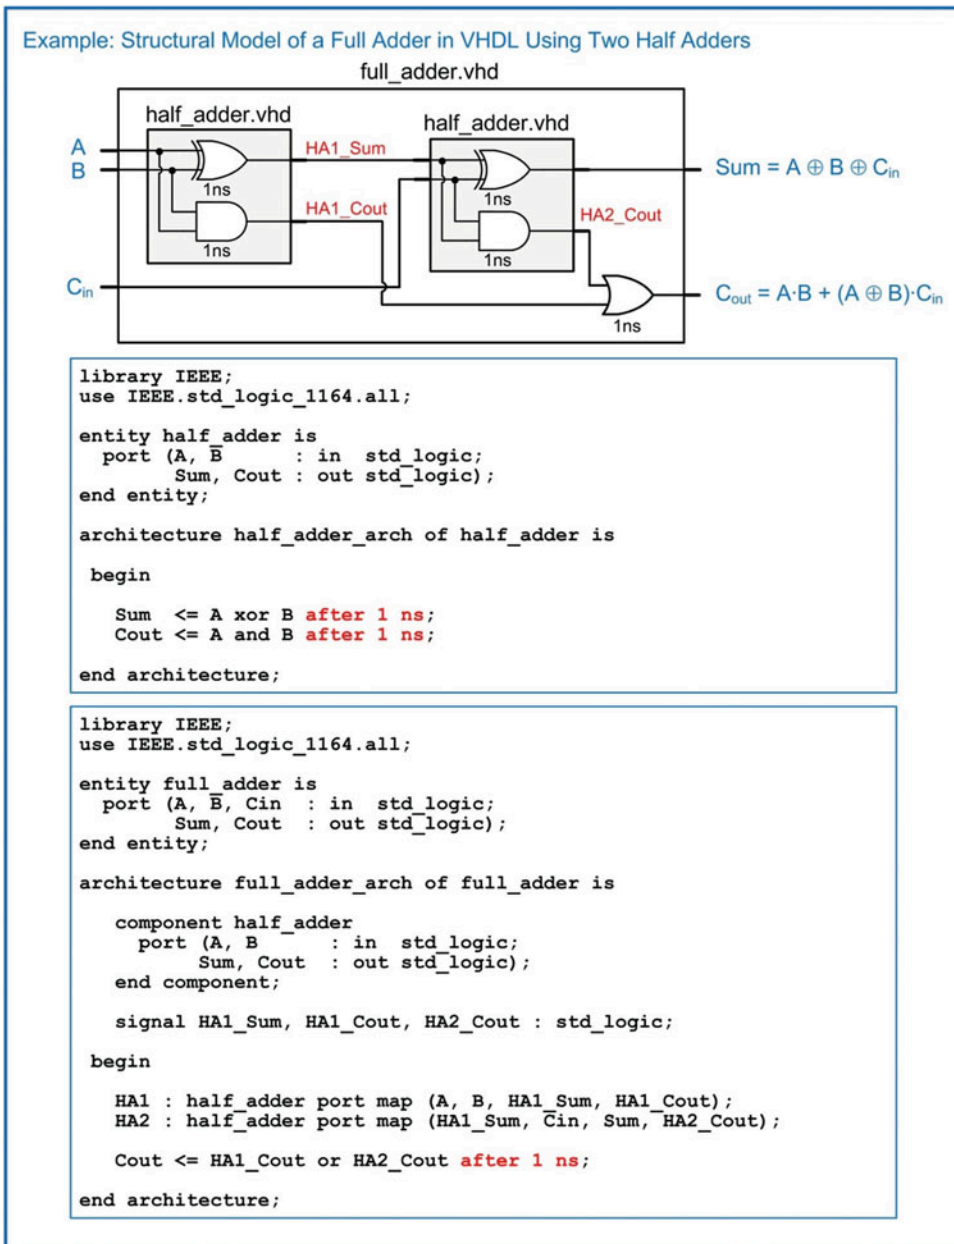 Example: Structural Model of a Full Adder in VHDL Using Two Half Adders
full_adder.vhd
half_adder.vhd
half_adder.vhd
A
B
HA1_Sum
1ns
HA1_Cout
1ns
1ns
HA2_Cout
1ns
Sum = A ⊕ B ⊕ Cin
Cin
Cout = A·B + (A ⊕ B)·Cin
1ns
library IEEE;
use IEEE.std_logic_1164.all;
entity half_adder is
port (A, B : in std_logic;
Sum, Cout : out std_logic);
end entity;
architecture half_adder_arch of half_adder is
begin
Sum <= A xor B after 1 ns;
Cout <= A and B after 1 ns;
end architecture;
library IEEE;
use IEEE.std_logic_1164.all;
entity full_adder is
port (A, B, Cin : in std_logic;
Sum, Cout : out std_logic);
end entity;
architecture full_adder_arch of full_adder is
component half_adder
port (A, B : in std_logic;
Sum, Cout : out std_logic);
end component;
signal HA1_Sum, HA1_Cout, HA2_Cout : std_logic;
begin
HA1 : half_adder port map (A, B, HA1_Sum, HA1_Cout);
HA2 : half_adder port map (HA1_Sum, Cin, Sum, HA2_Cout);
Cout <= HA1_Cout or HA2_Cout after 1 ns;
end architecture;